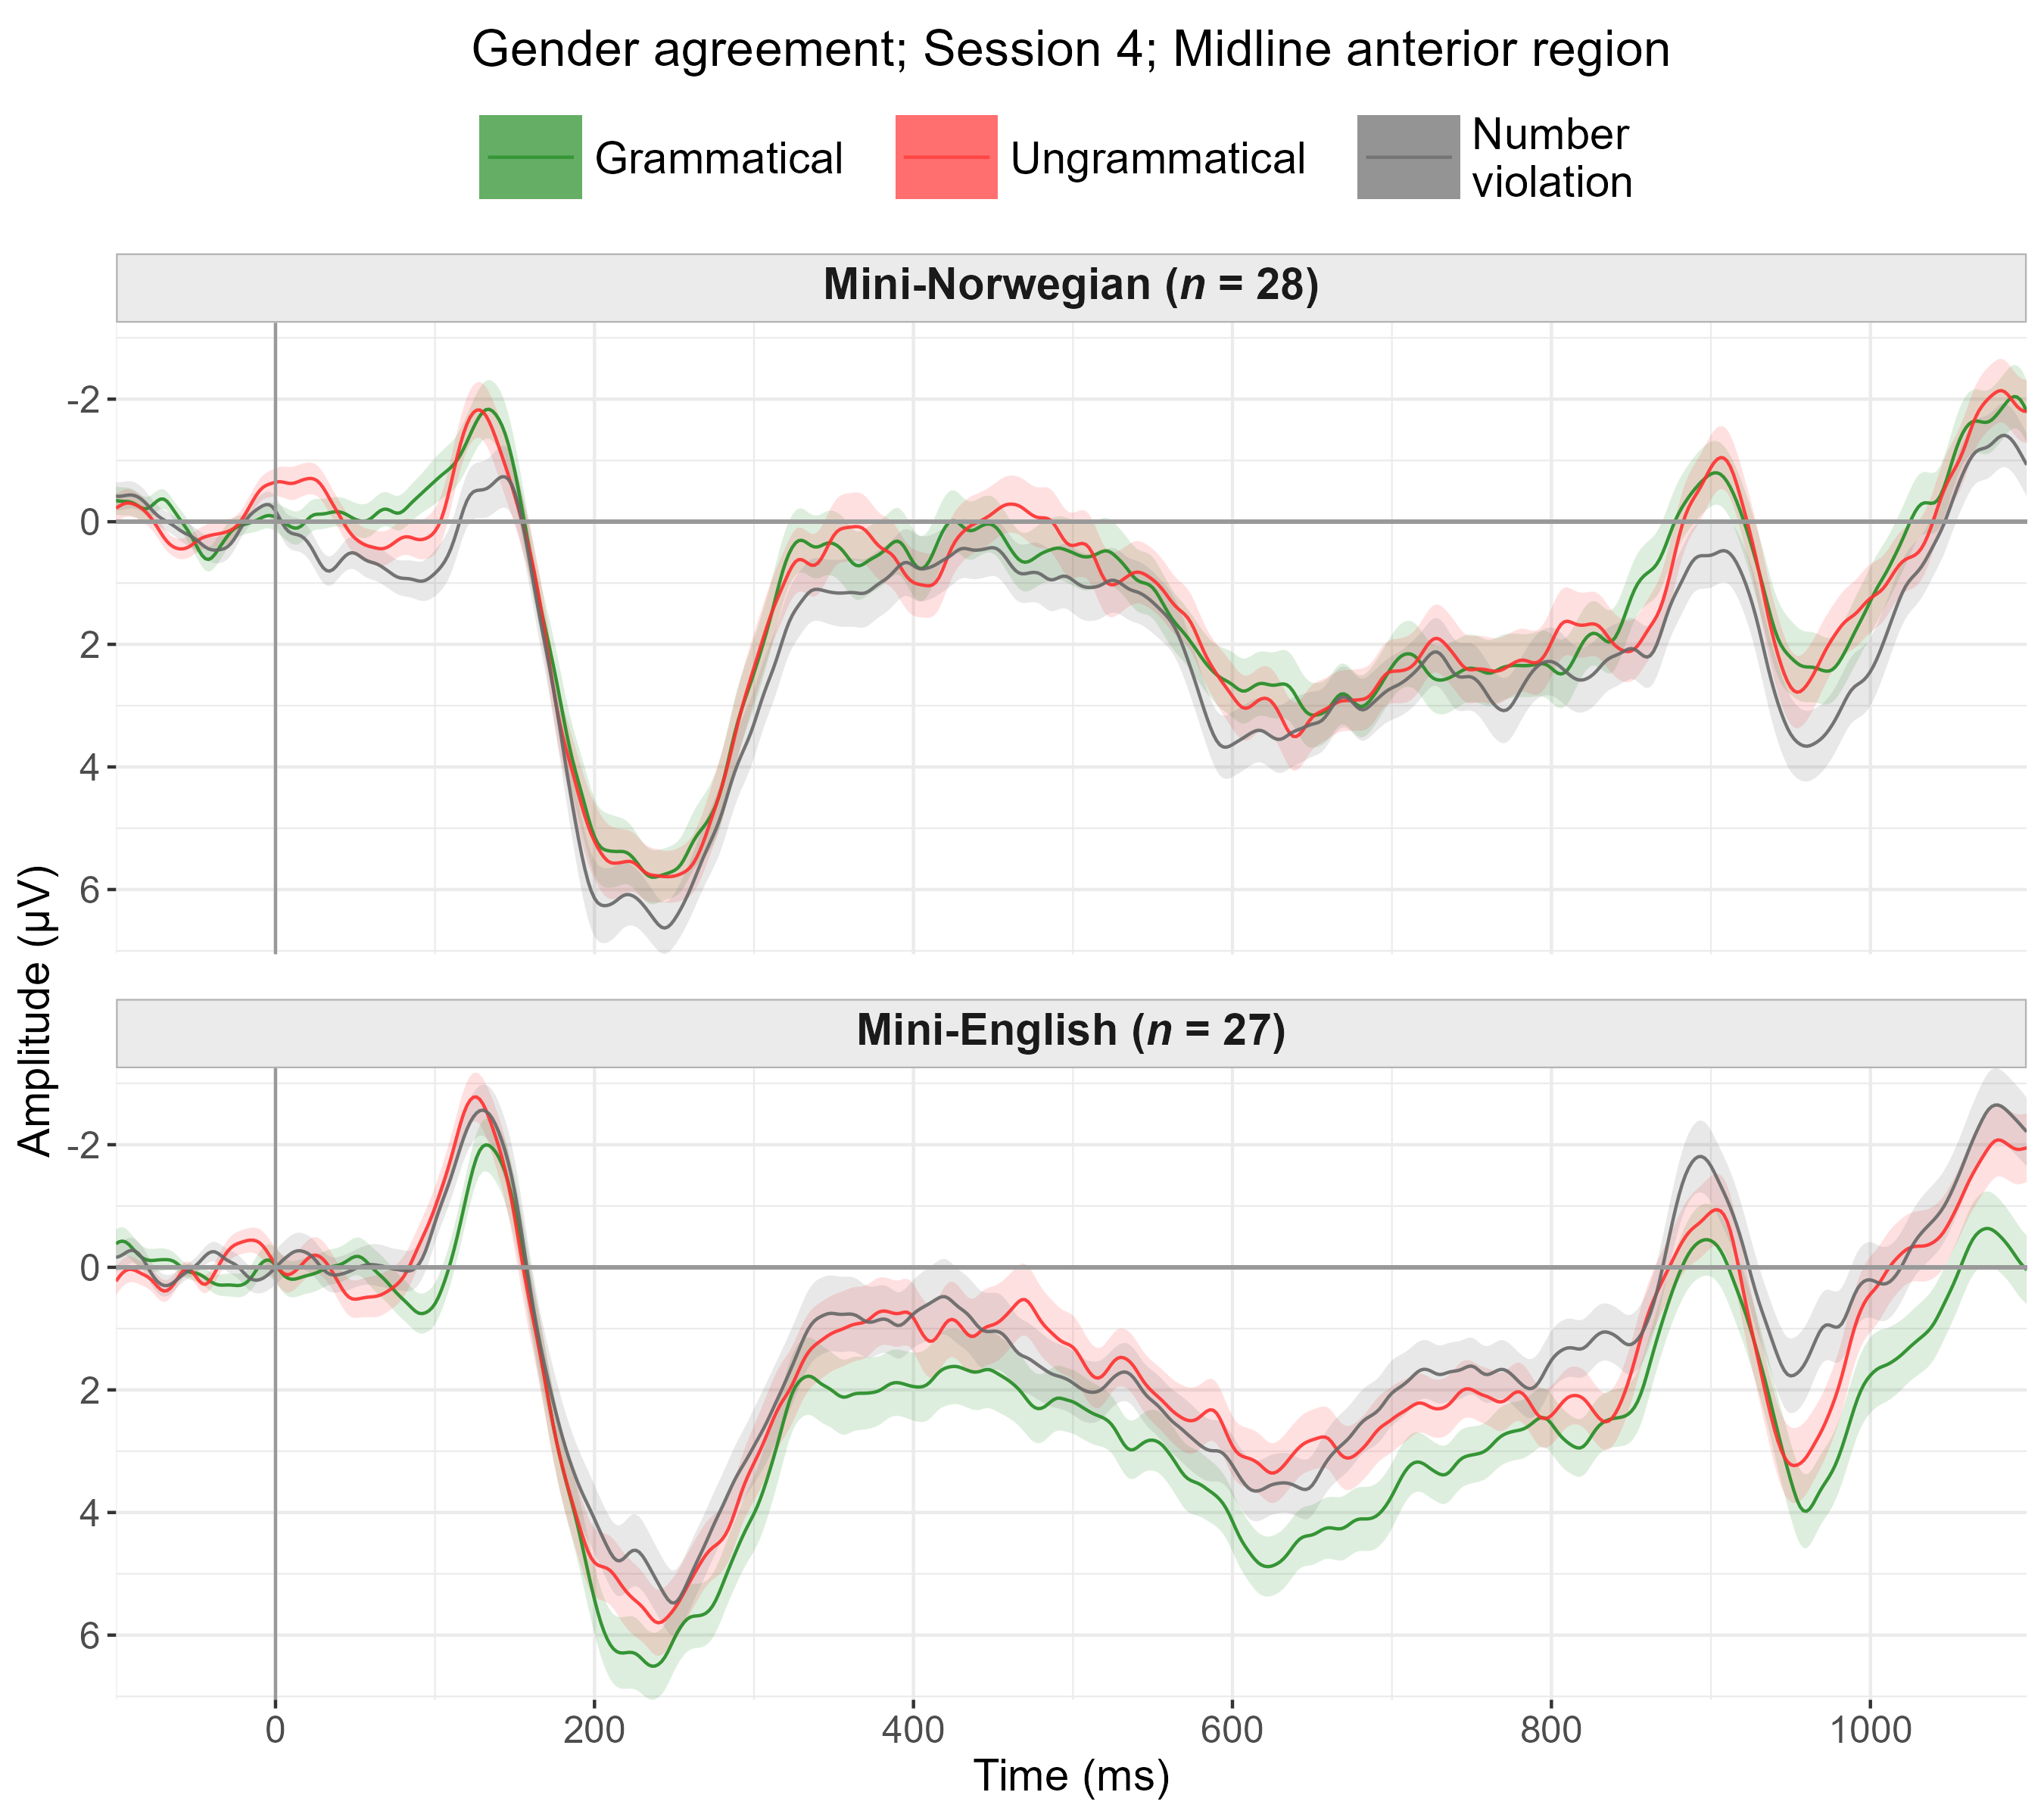 Gender agreement; Session 4; Midline anterior region
Grammatical
Ungrammatical
Number
violation
Mini-Norwegian (n = 28)
-2
0
2
4
6
Amplitude (µV)
Mini-English (n = 27)
-2
0
2
4
6
0 200 400 600 800 1000
Time (ms)